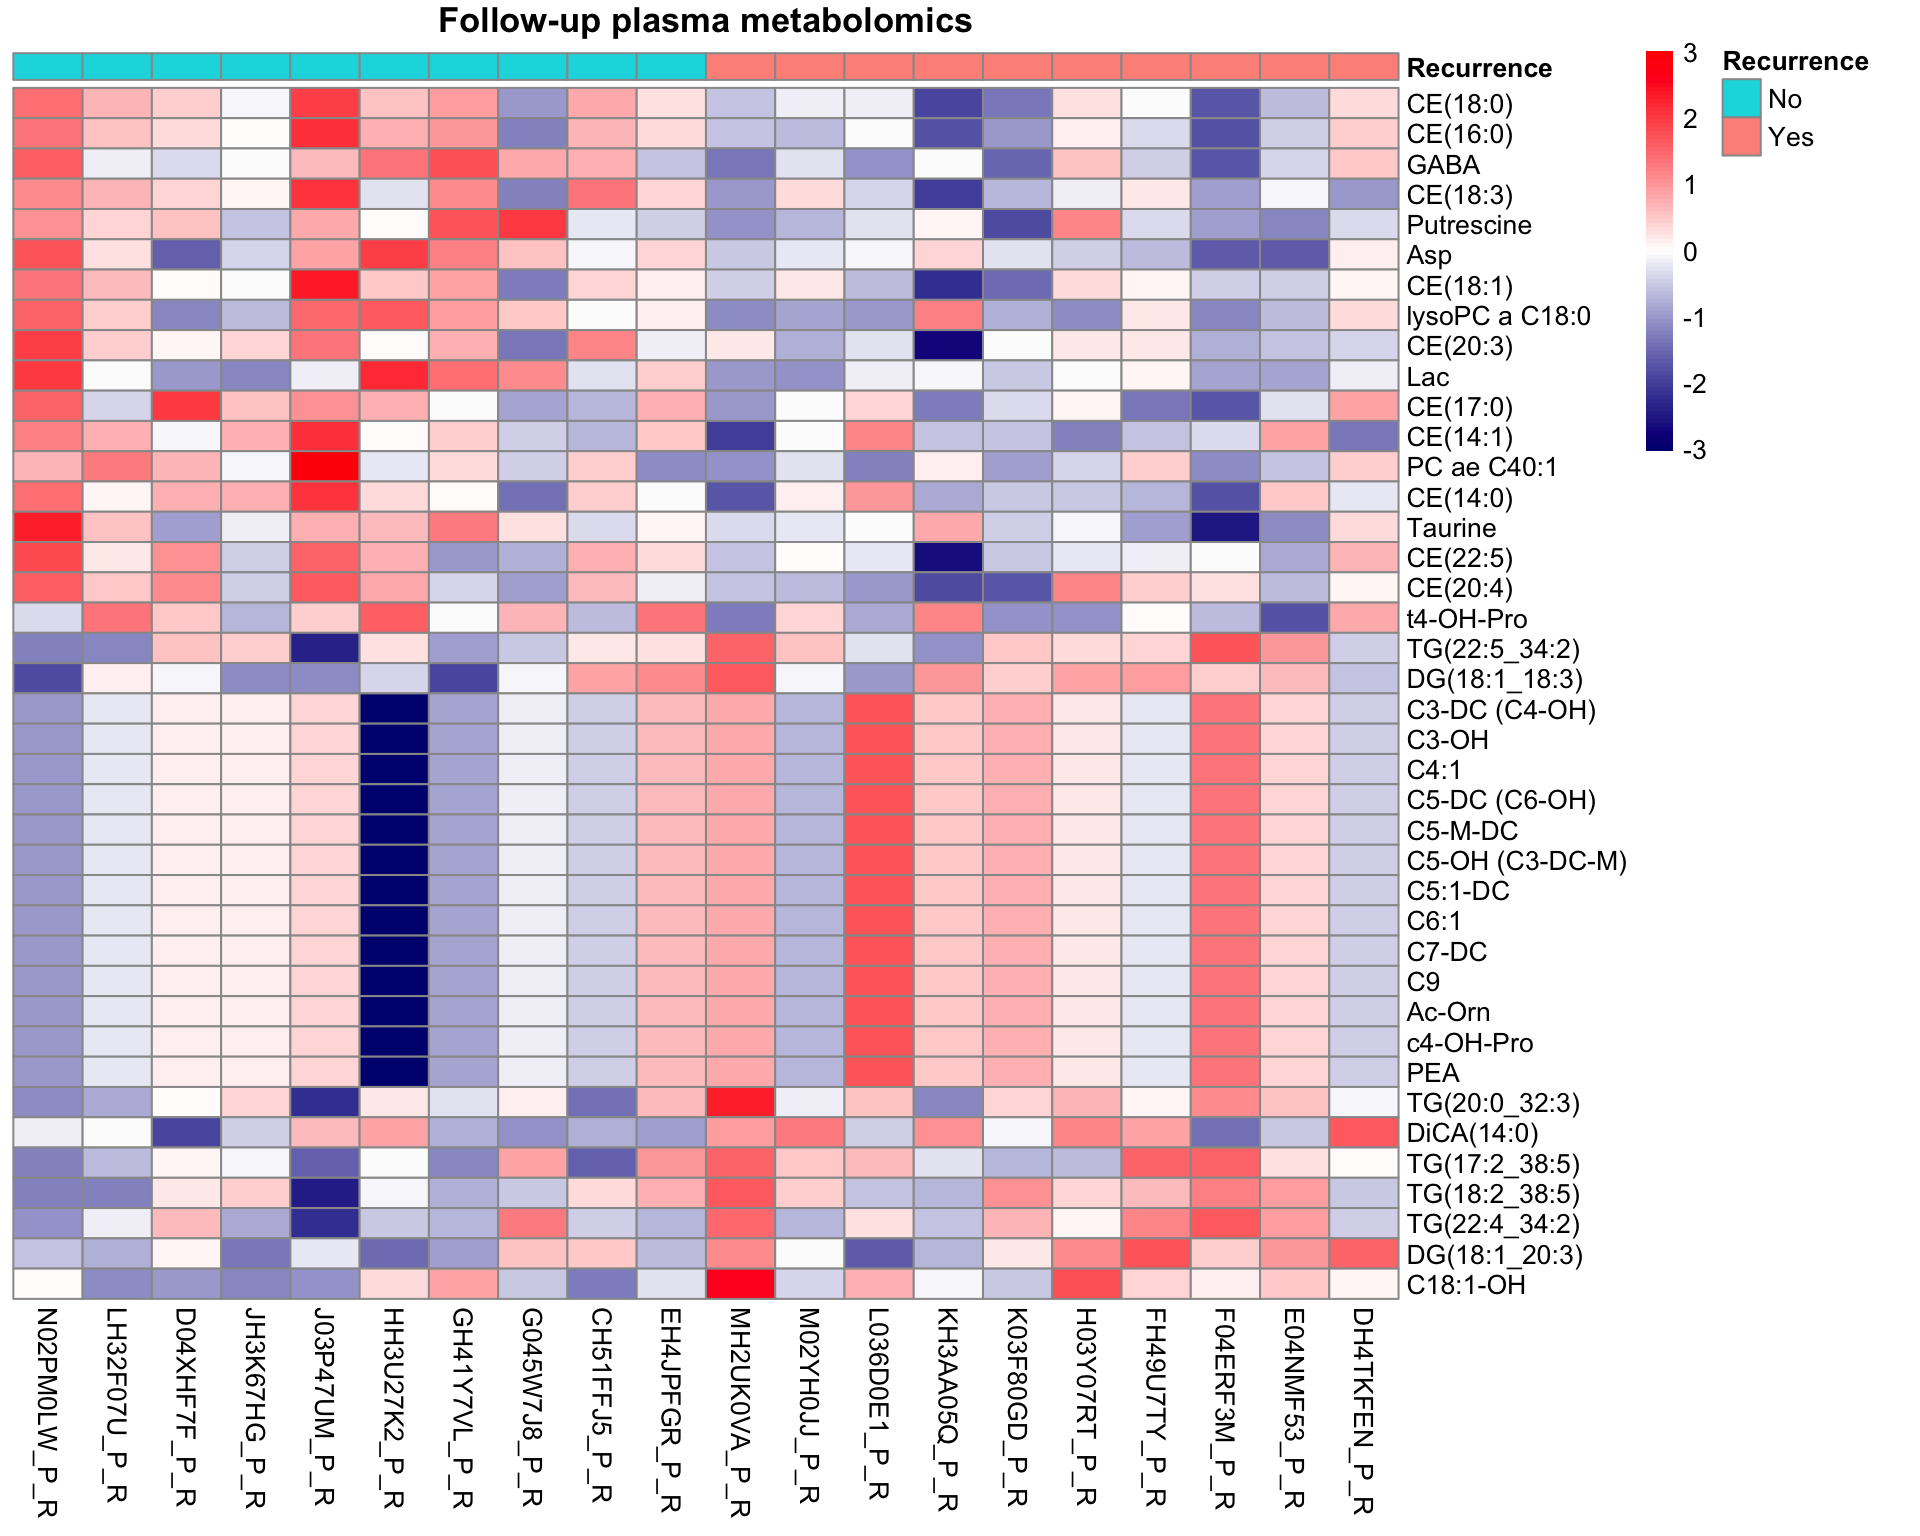 Follow-up plasma metabolomics
Recurrence
CE(18:0)
CE(16:0)
GABA
CE(18:3)
Putrescine
Asp
CE(18:1)
lysoPC a C18:0
CE(20:3)
Lac
CE(17:0)
CE(14:1)
PC ae C40:1
CE(14:0)
Taurine
CE(22:5)
CE(20:4)
t4-OH-Pro
TG(22:5_34:2)
DG(18:1_18:3)
C3-DC (C4-OH)
C3-OH
C4:1
C5-DC (C6-OH)
C5-M-DC
C5-OH (C3-DC-M)
C5:1-DC
C6:1
C7-DC
C9
Ac-Orn
c4-OH-Pro
PEA
TG(20:0_32:3)
DiCA(14:0)
TG(17:2_38:5)
TG(18:2_38:5)
TG(22:4_34:2)
DG(18:1_20:3)
C18:1-OH
N02PM0LW_P_R
LH32F07U_P_R
D04XHF7F_P_R
JH3K67HG_P_R
J03P47UM_P_R
HH3U27K2_P_R
GH41Y7VL_P_R
G045W7J8_P_R
CH51FFJ5_P_R
EH4JPFGR_P_R
MH2UK0VA_P_R
M02YH0JJ_P_R
L036D0E1_P_R
KH3AA05Q_P_R
K03F80GD_P_R
H03Y07RT_P_R
FH49U7TY_P_R
F04ERF3M_P_R
E04NMF53_P_R
DH4TKFEN_P_R
3
2
1
0
-1
-2
-3
Recurrence
No
Yes